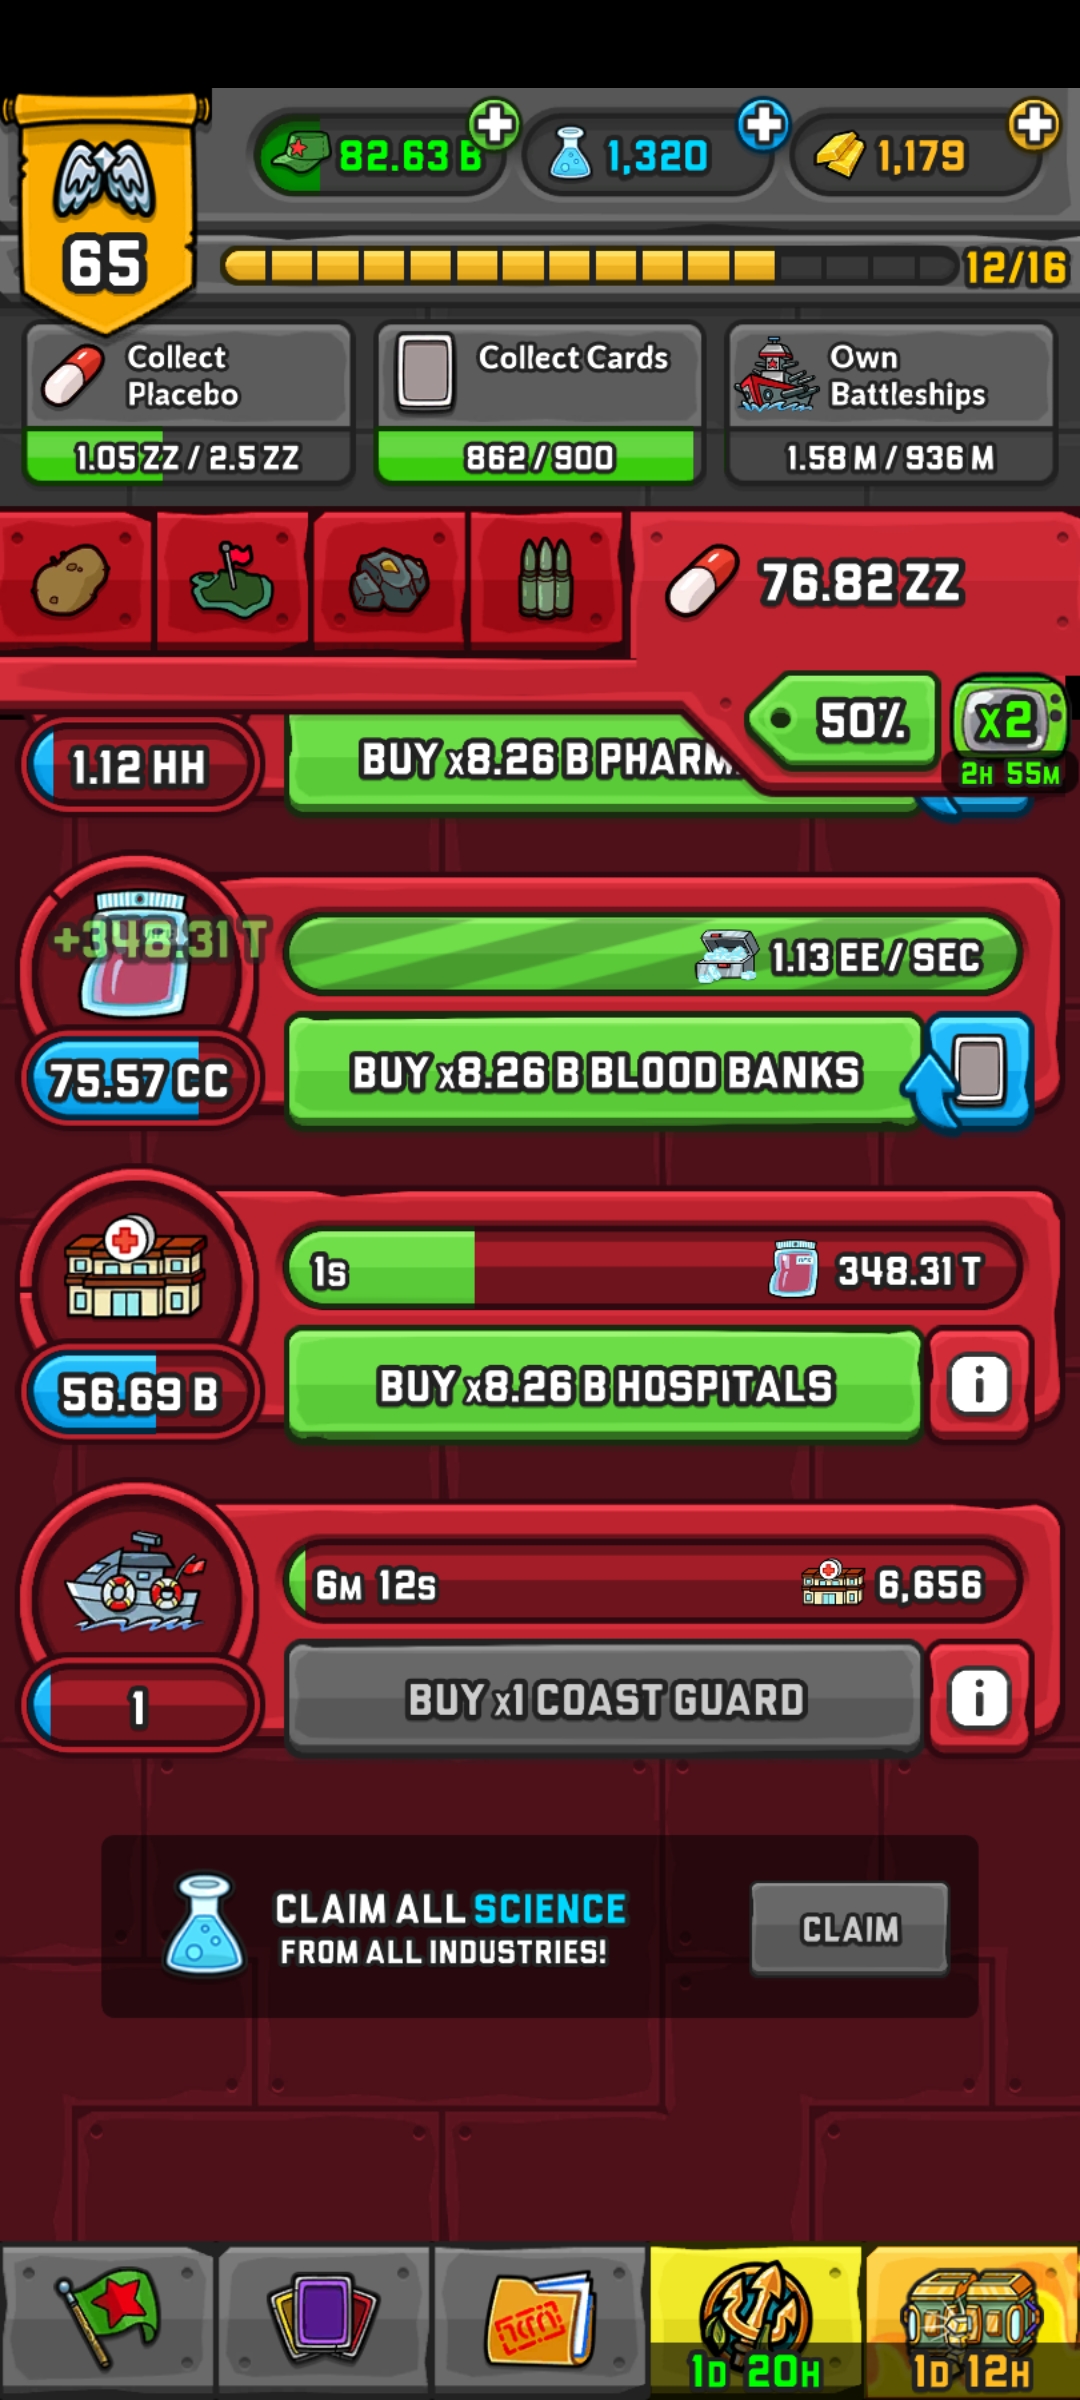 65
82.63 B
1,320
1,179
12/16
Collect
Placebo
1.05 ZZ / 2.5 ZZ
Collect Cards
862/900
Own
Battleships
1.58 M / 936 M
76.82 ZZ
50%
x2
2H 55M
1.12 HH
BUY x8.26 B PHARM
+348.31 T
1.13 EE / SEC
75.57 CC
BUY x8.26 B BLOOD BANKS
1s
348.31 T
56.69 B
BUY x8.26 B HOSPITALS
i
6M 12s
6,656
1
BUY x1 COAST GUARD
i
CLAIM ALL SCIENCE
FROM ALL INDUSTRIES!
CLAIM
1D 20H
1D 12H